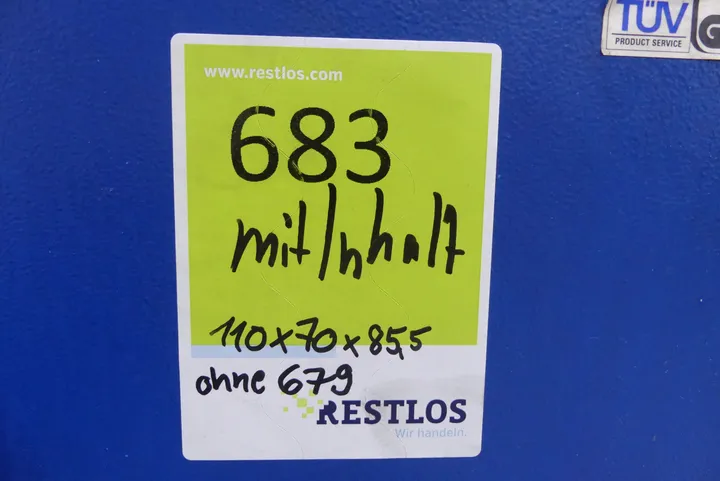 TÜV
PRODUCT SERVICE
www.restlos.com
683
mit Inhalt
110x70x85,5
ohne 679
RESTLOS
Wir handeln.